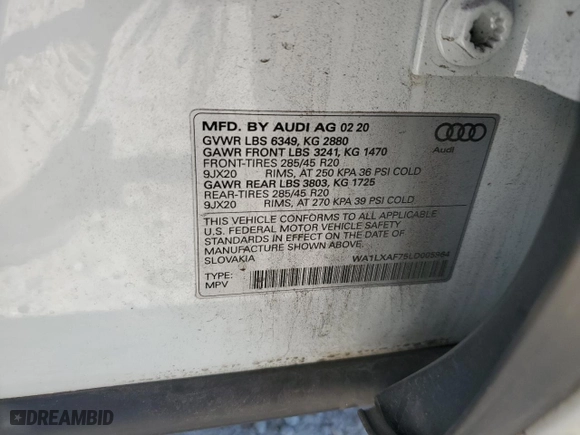 MFD. BY AUDI AG 02 20
GVWR LBS 6349, KG 2880
GAWR FRONT LBS 3241, KG 1470
FRONT-TIRES 285/45 R20
9JX20 RIMS, AT 250 KPA 36 PSI COLD
GAWR REAR LBS 3803, KG 1725
REAR-TIRES 285/45 R20
9JX20 RIMS, AT 270 KPA 39 PSI COLD
Audi
THIS VEHICLE CONFORMS TO ALL APPLICABLE
U.S. FEDERAL MOTOR VEHICLE SAFETY
STANDARDS IN EFFECT ON THE DATE OF
MANUFACTURE SHOWN ABOVE.
SLOVAKIA
TYPE:
MPV
DREAMBID